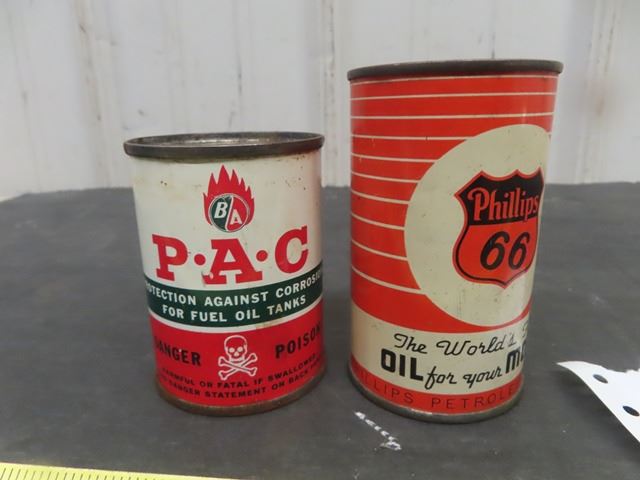 BA
P·A·C
PROTECTION AGAINST CORROSION
FOR FUEL OIL TANKS
DANGER POISON
HARMFUL OR FATAL IF SWALLOWED
DANGER STATEMENT ON BACK
Phillips
66
The World's
OIL for your
PHILLIPS PETROLE